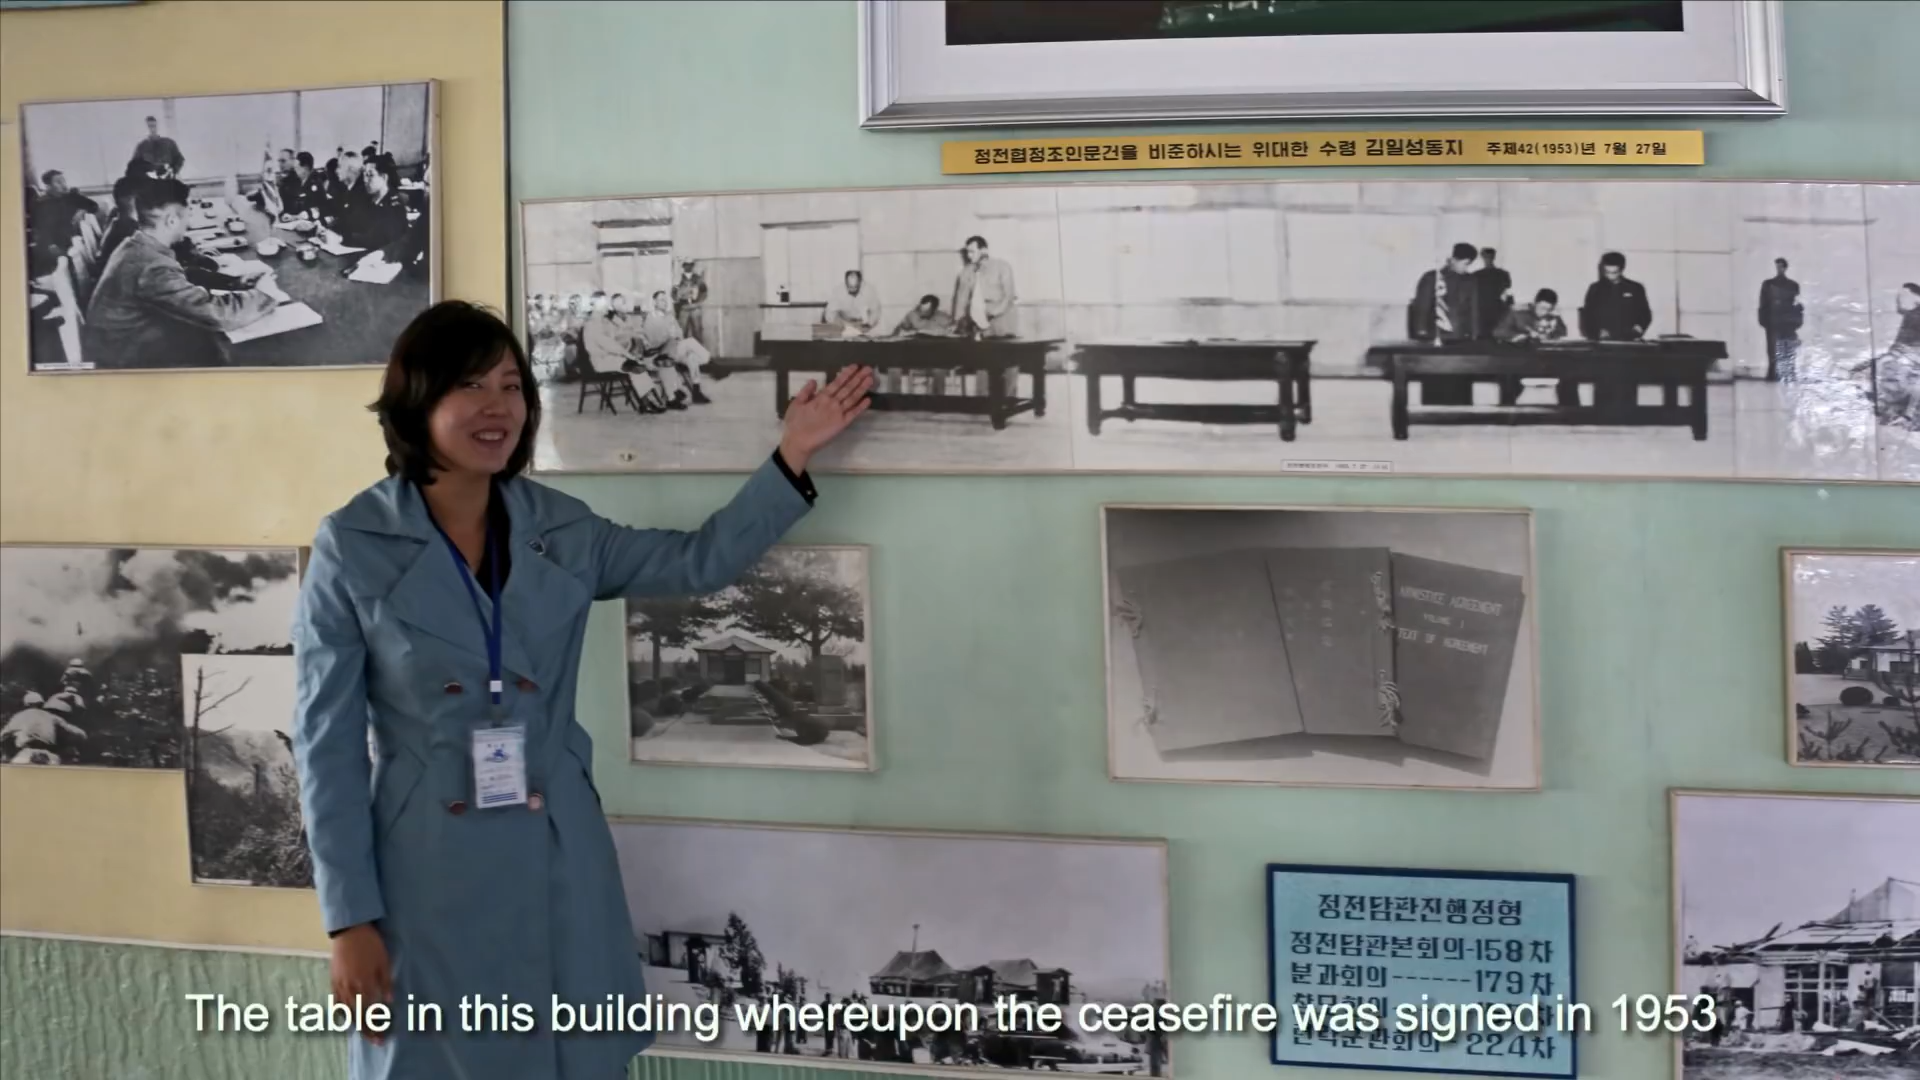 정전협정조인문건을 비준하시는 위대한 수령 김일성동지 주제42(1953)년 7월 27일
ARMISTICE AGREEMENT
VOLUME I
TEXT OF AGREEMENT
정전담판진행정형
정전담판본회의-158차
분과회의------179차
224차
The table in this building whereupon the ceasefire was signed in 1953